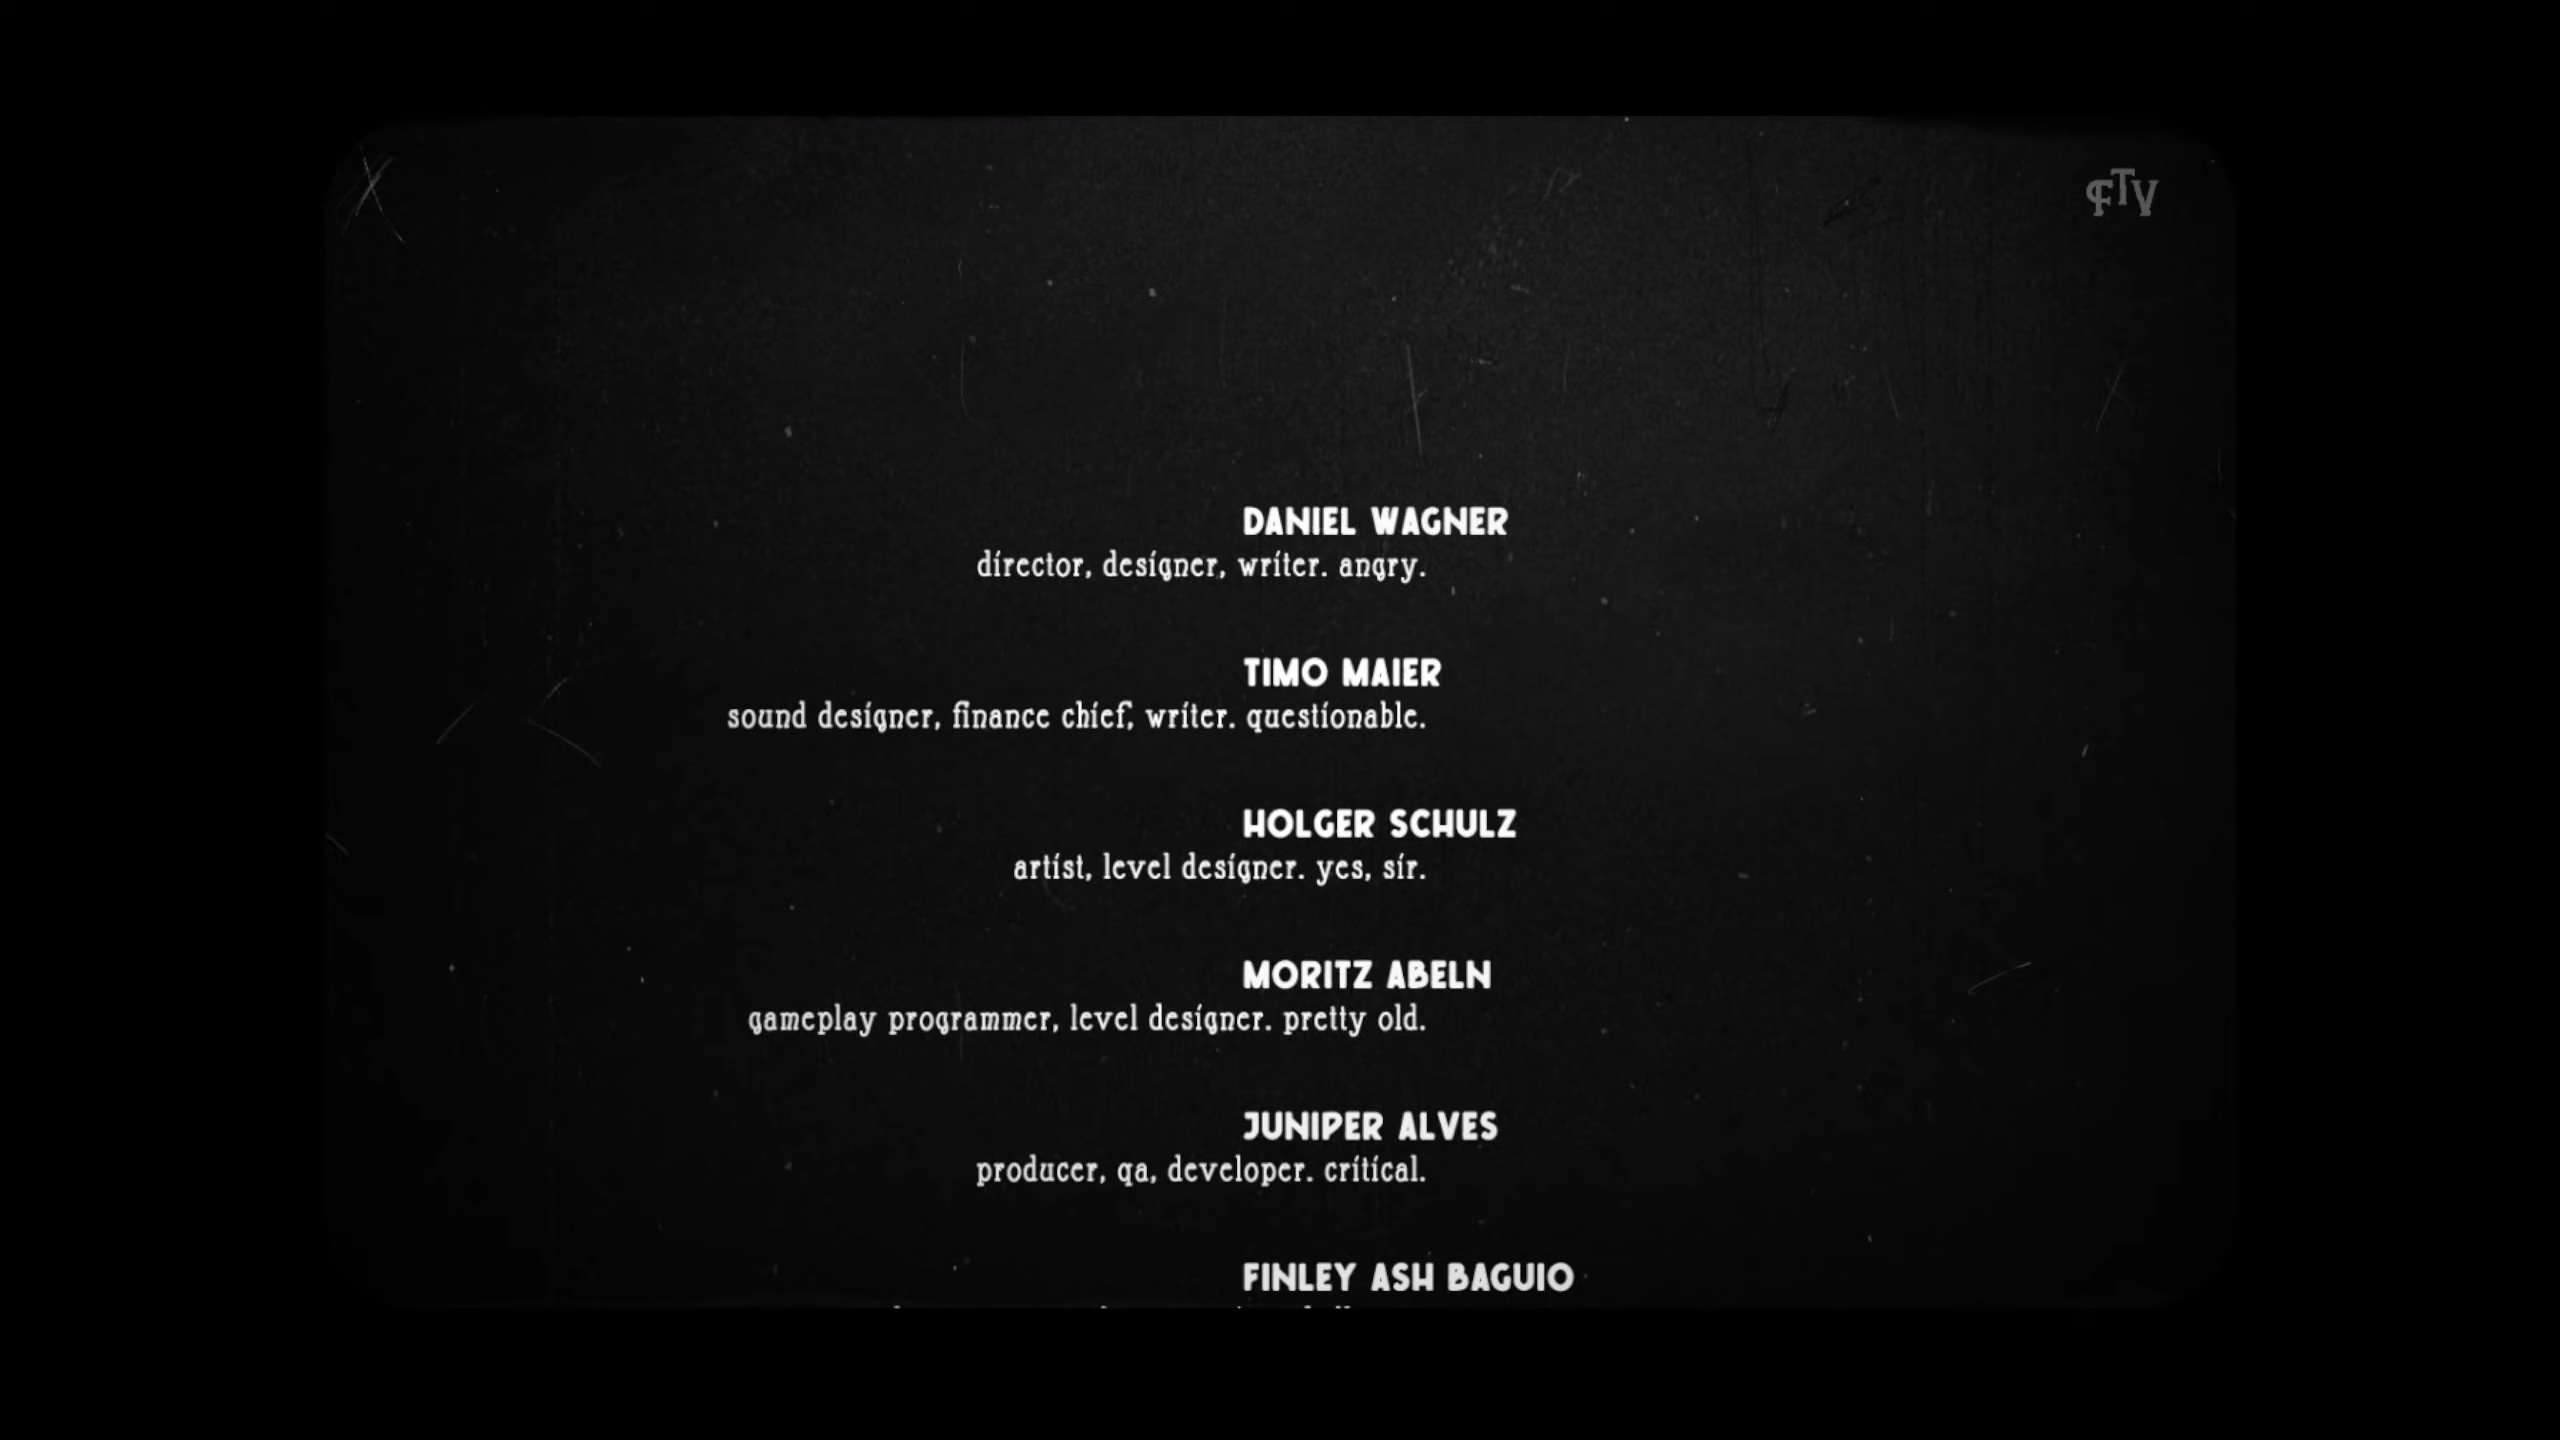 FTV
DANIEL WAGNER
director, designer, writer. angry.
TIMO MAIER
sound designer, finance chief, writer. questionable.
HOLGER SCHULZ
artist, level designer. yes, sir.
MORITZ ABELN
gameplay programmer, level designer. pretty old.
JUNIPER ALVES
producer, qa, developer. critical.
FINLEY ASH BAGUIO